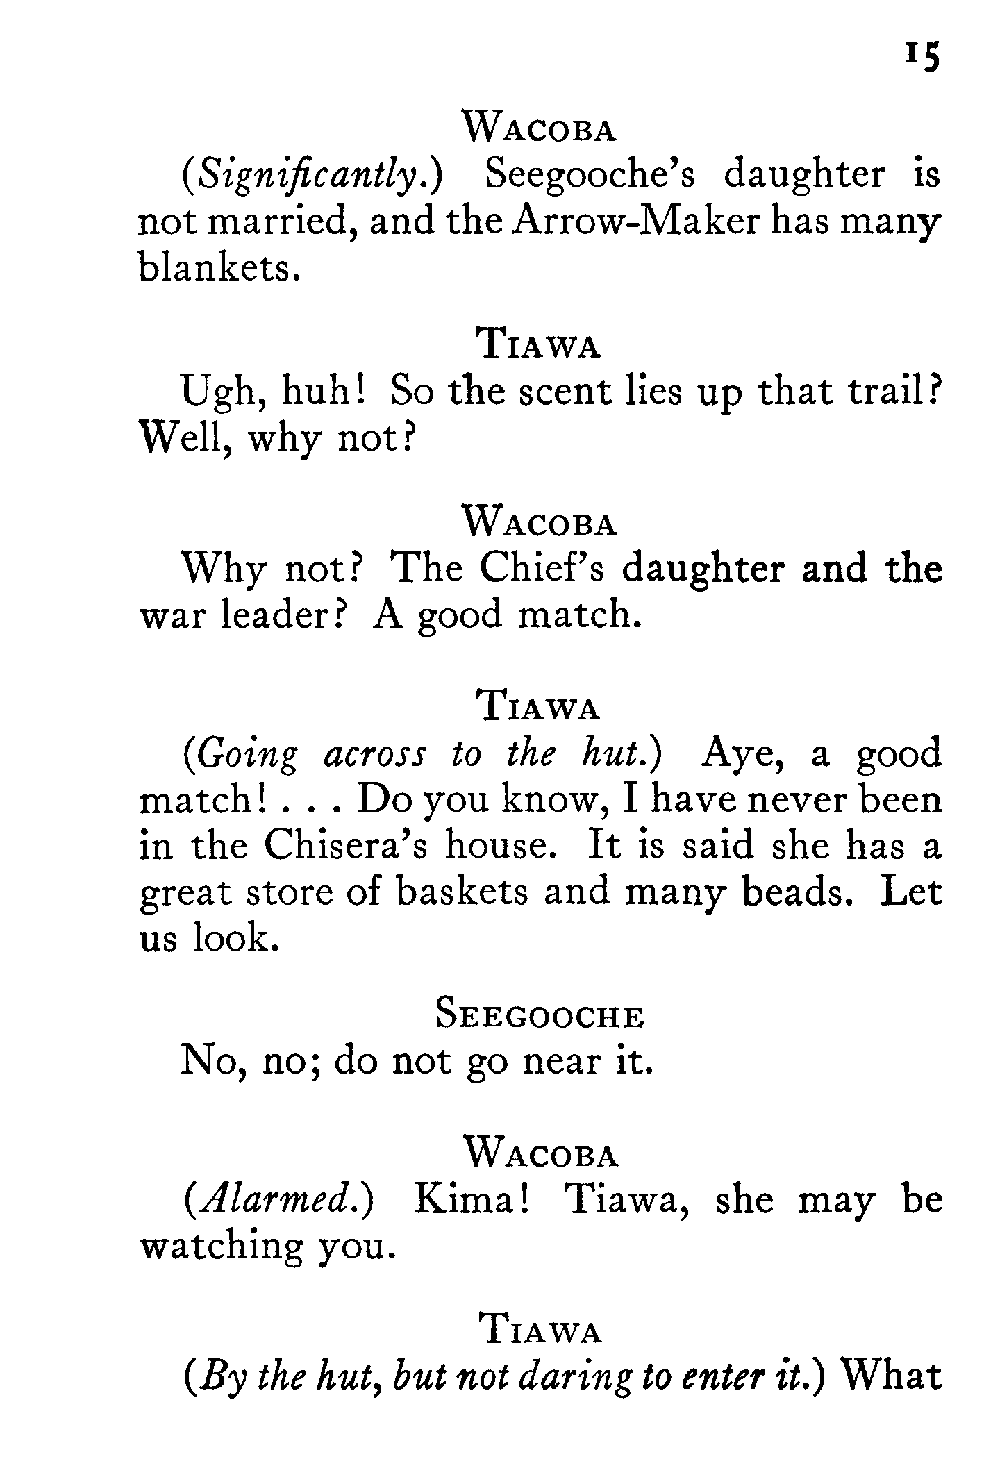 15
WACOBA
(Significantly.) Seegooche's daughter is
not married, and the Arrow-Maker has many
blankets.
TIAWA
Ugh, huh! So the scent lies up that trail?
Well, why not?
WACOBA
Why not? The Chief's daughter and the
war leader? A good match.
TIAWA
(Going across to the hut.) Aye, a good
match! . . . Do you know, I have never been
in the Chisera's house. It is said she has a
great store of baskets and many beads. Let
us look.
SEEGOOCHE
No, no; do not go near it.
WACOBA
(Alarmed.) Kima! Tiawa, she may be
watching you.
TIAWA
(By the hut, but not daring to enter it.) What